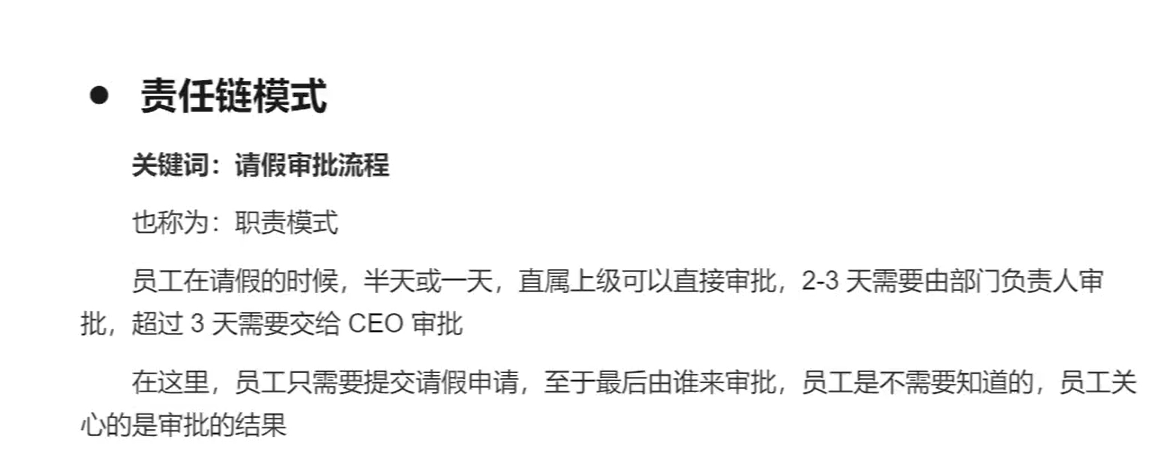 ● 责任链模式
关键词：请假审批流程
也称为：职责模式
员工在请假的时候，半天或一天，直属上级可以直接审批，2-3 天需要由部门负责人审
批，超过 3 天需要交给 CEO 审批
在这里，员工只需要提交请假申请，至于最后由谁来审批，员工是不需要知道的，员工关
心的是审批的结果